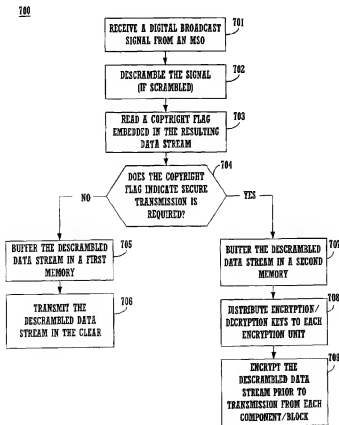 700
RECEIVE A DIGITAL BROADCAST
SIGNAL FROM AN MSO
701
DESCRAMBLE THE SIGNAL
(IF SCRAMBLED)
702
READ A COPYRIGHT FLAG
EMBEDDED IN THE RESULTING
DATA STREAM
703
DOES THE COPYRIGHT
FLAG INDICATE SECURE
TRANSMISSION IS
REQUIRED?
704
NO
YES
BUFFER THE DESCRAMBLED
DATA STREAM IN A FIRST
MEMORY
705
TRANSMIT THE
DESCRAMBLED DATA
STREAM IN THE CLEAR
706
BUFFER THE DESCRAMBLED
DATA STREAM IN A SECOND
MEMORY
707
DISTRIBUTE ENCRYPTION/
DECRYPTION KEYS TO EACH
ENCRYPTION UNIT
708
ENCRYPT THE
DESCRAMBLED DATA
STREAM PRIOR TO
TRANSMISSION FROM EACH
COMPONENT/BLOCK
709